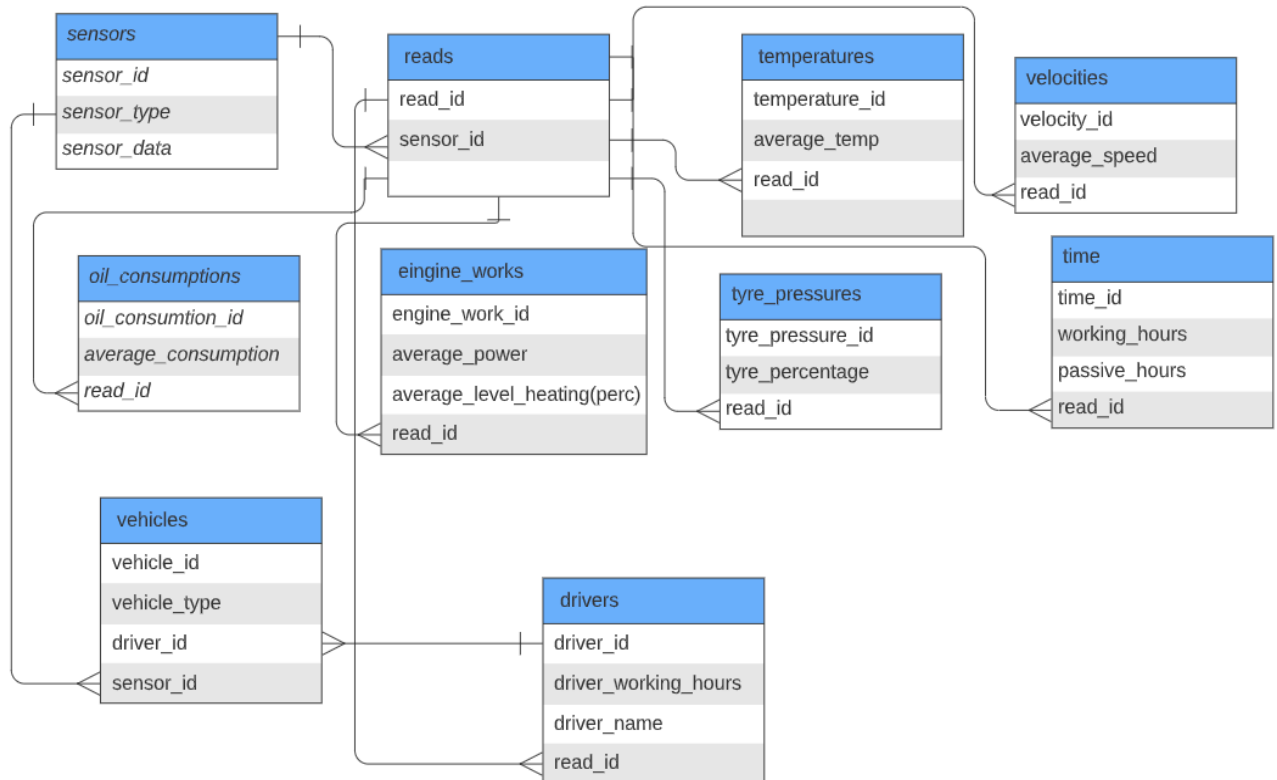 sensors
sensor_id
sensor_type
sensor_data
reads
read_id
sensor_id
temperatures
temperature_id
average_temp
read_id
velocities
velocity_id
average_speed
read_id
oil_consumptions
oil_consumtion_id
average_consumption
read_id
eingine_works
engine_work_id
average_power
average_level_heating(perc)
read_id
tyre_pressures
tyre_pressure_id
tyre_percentage
read_id
time
time_id
working_hours
passive_hours
read_id
vehicles
vehicle_id
vehicle_type
driver_id
sensor_id
drivers
driver_id
driver_working_hours
driver_name
read_id